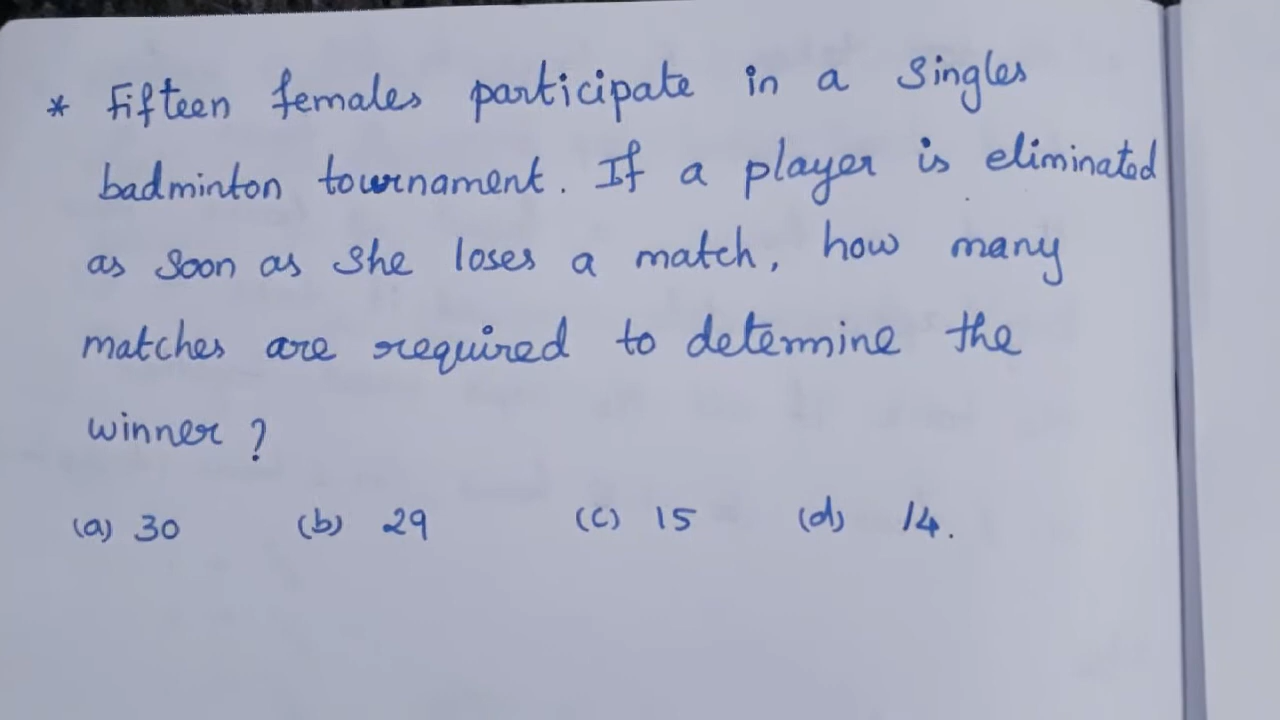 * Fifteen females participate in a singles
badminton tournament. If a player is eliminated
as soon as she loses a match, how many
matches are required to determine the
winner ?
(a) 30 (b) 29 (c) 15 (d) 14.